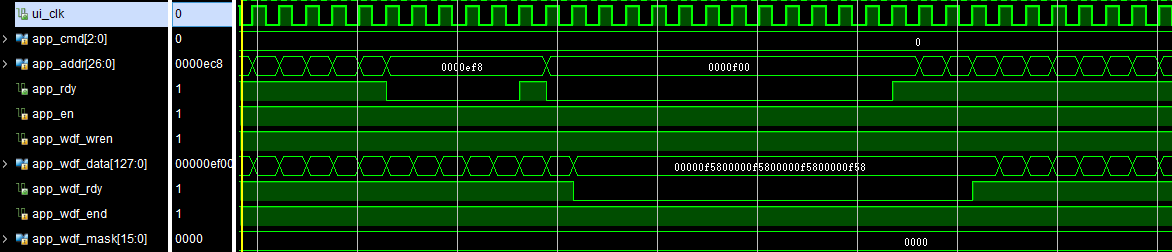 ui_clk 0
app_cmd[2:0] 0 0
app_addr[26:0] 0000ec8 0000ef8 0000f00
app_rdy 1
app_en 1
app_wdf_wren 1
app_wdf_data[127:0] 00000ef00 00000f5800000f5800000f5800000f58
app_wdf_rdy 1
app_wdf_end 1
app_wdf_mask[15:0] 0000 0000